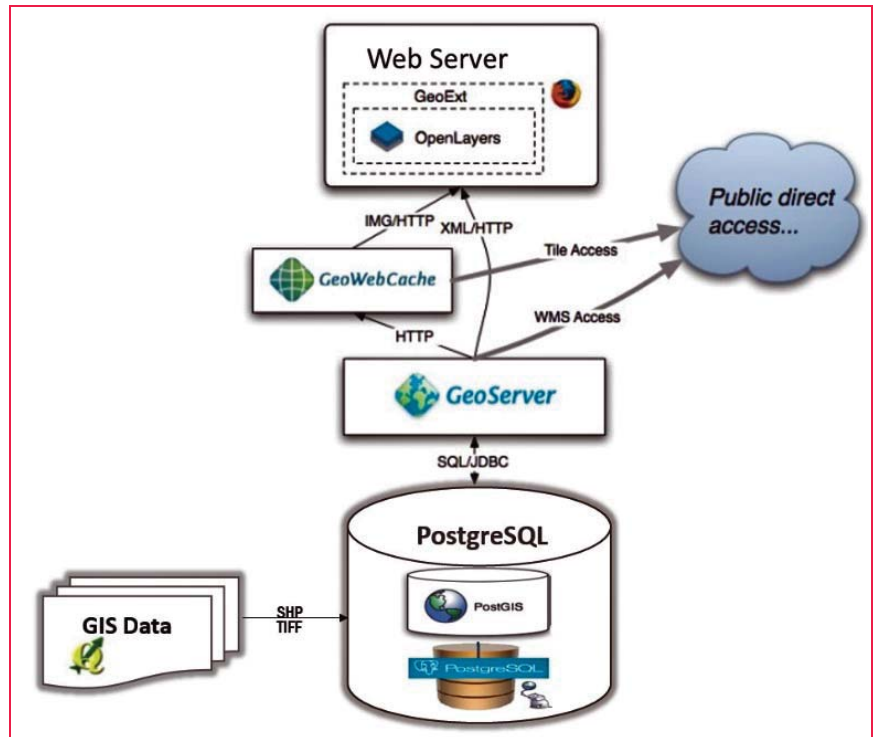 Web Server
GeoExt
OpenLayers
Public direct
access...
IMG/HTTP
XML/HTTP
Tile Access
GeoWebCache
WMS Access
HTTP
GeoServer
SQL/JDBC
PostgreSQL
PostGIS
GIS Data
SHP
TIFF
PostgreSQL